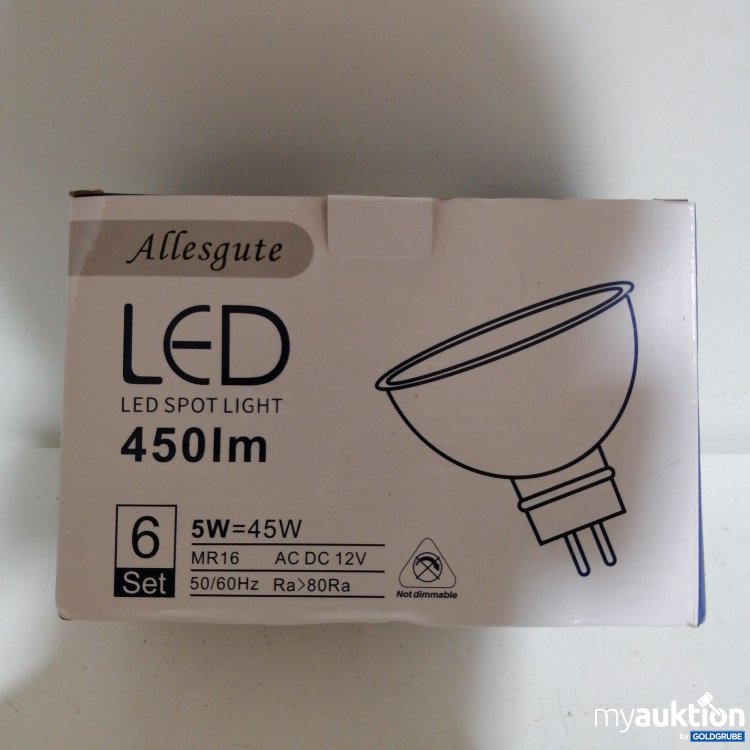 Allesgute
LED
LED SPOT LIGHT
450lm
6
Set
5W=45W
MR16 AC DC 12V
50/60Hz Ra>80Ra
Not dimmable
myauktion
by GOLDGRUBE